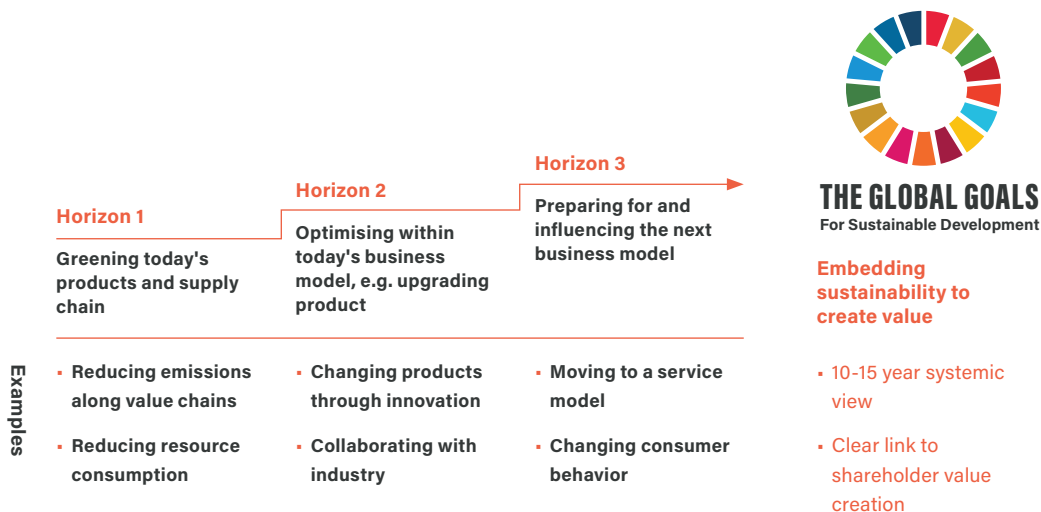 Horizon 1
Greening today's
products and supply
chain
Horizon 2
Optimising within
today's business
model, e.g. upgrading
product
Horizon 3
Preparing for and
influencing the next
business model
THE GLOBAL GOALS
For Sustainable Development
Embedding
sustainability to
create value
Examples
▪ Reducing emissions
along value chains
▪ Reducing resource
consumption
▪ Changing products
through innovation
▪ Collaborating with
industry
▪ Moving to a service
model
▪ Changing consumer
behavior
▪ 10-15 year systemic
view
▪ Clear link to
shareholder value
creation